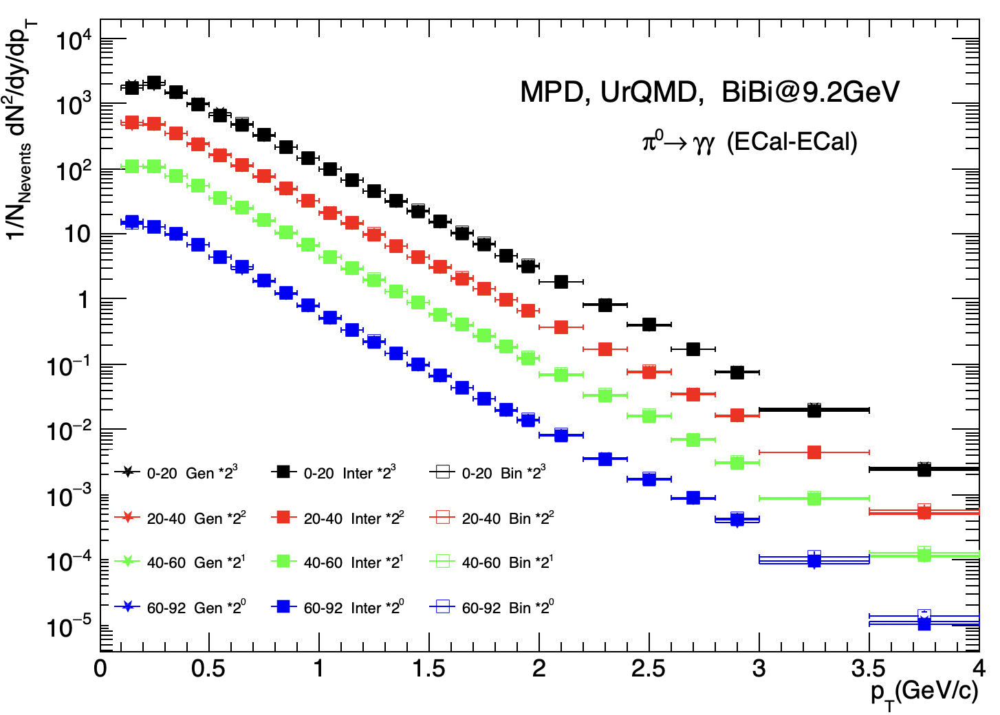 1/N_Nevents dN²/dy/dp_T
10⁴
10³
10²
10
1
10⁻¹
10⁻²
10⁻³
10⁻⁴
10⁻⁵
MPD, UrQMD, BiBi@9.2GeV
π⁰→ γγ (ECal-ECal)
0-20 Gen *2³ 0-20 Inter *2³ 0-20 Bin *2³
20-40 Gen *2² 20-40 Inter *2² 20-40 Bin *2²
40-60 Gen *2¹ 40-60 Inter *2¹ 40-60 Bin *2¹
60-92 Gen *2⁰ 60-92 Inter *2⁰ 60-92 Bin *2⁰
0 0.5 1 1.5 2 2.5 3 3.5 4
p_T(GeV/c)